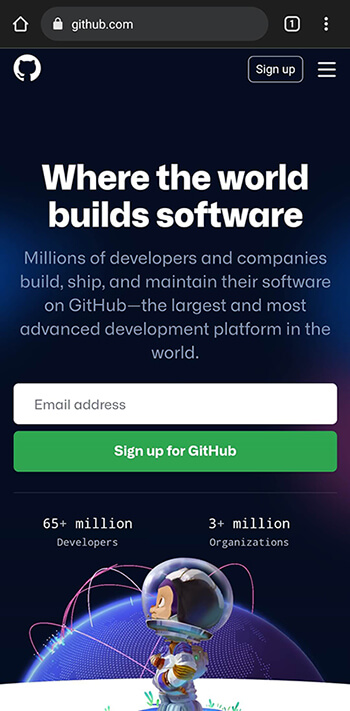 github.com
1
Sign up
Where the world
builds software
Millions of developers and companies
build, ship, and maintain their software
on GitHub—the largest and most
advanced development platform in the
world.
Email address
Sign up for GitHub
65+ million 3+ million
Developers Organizations